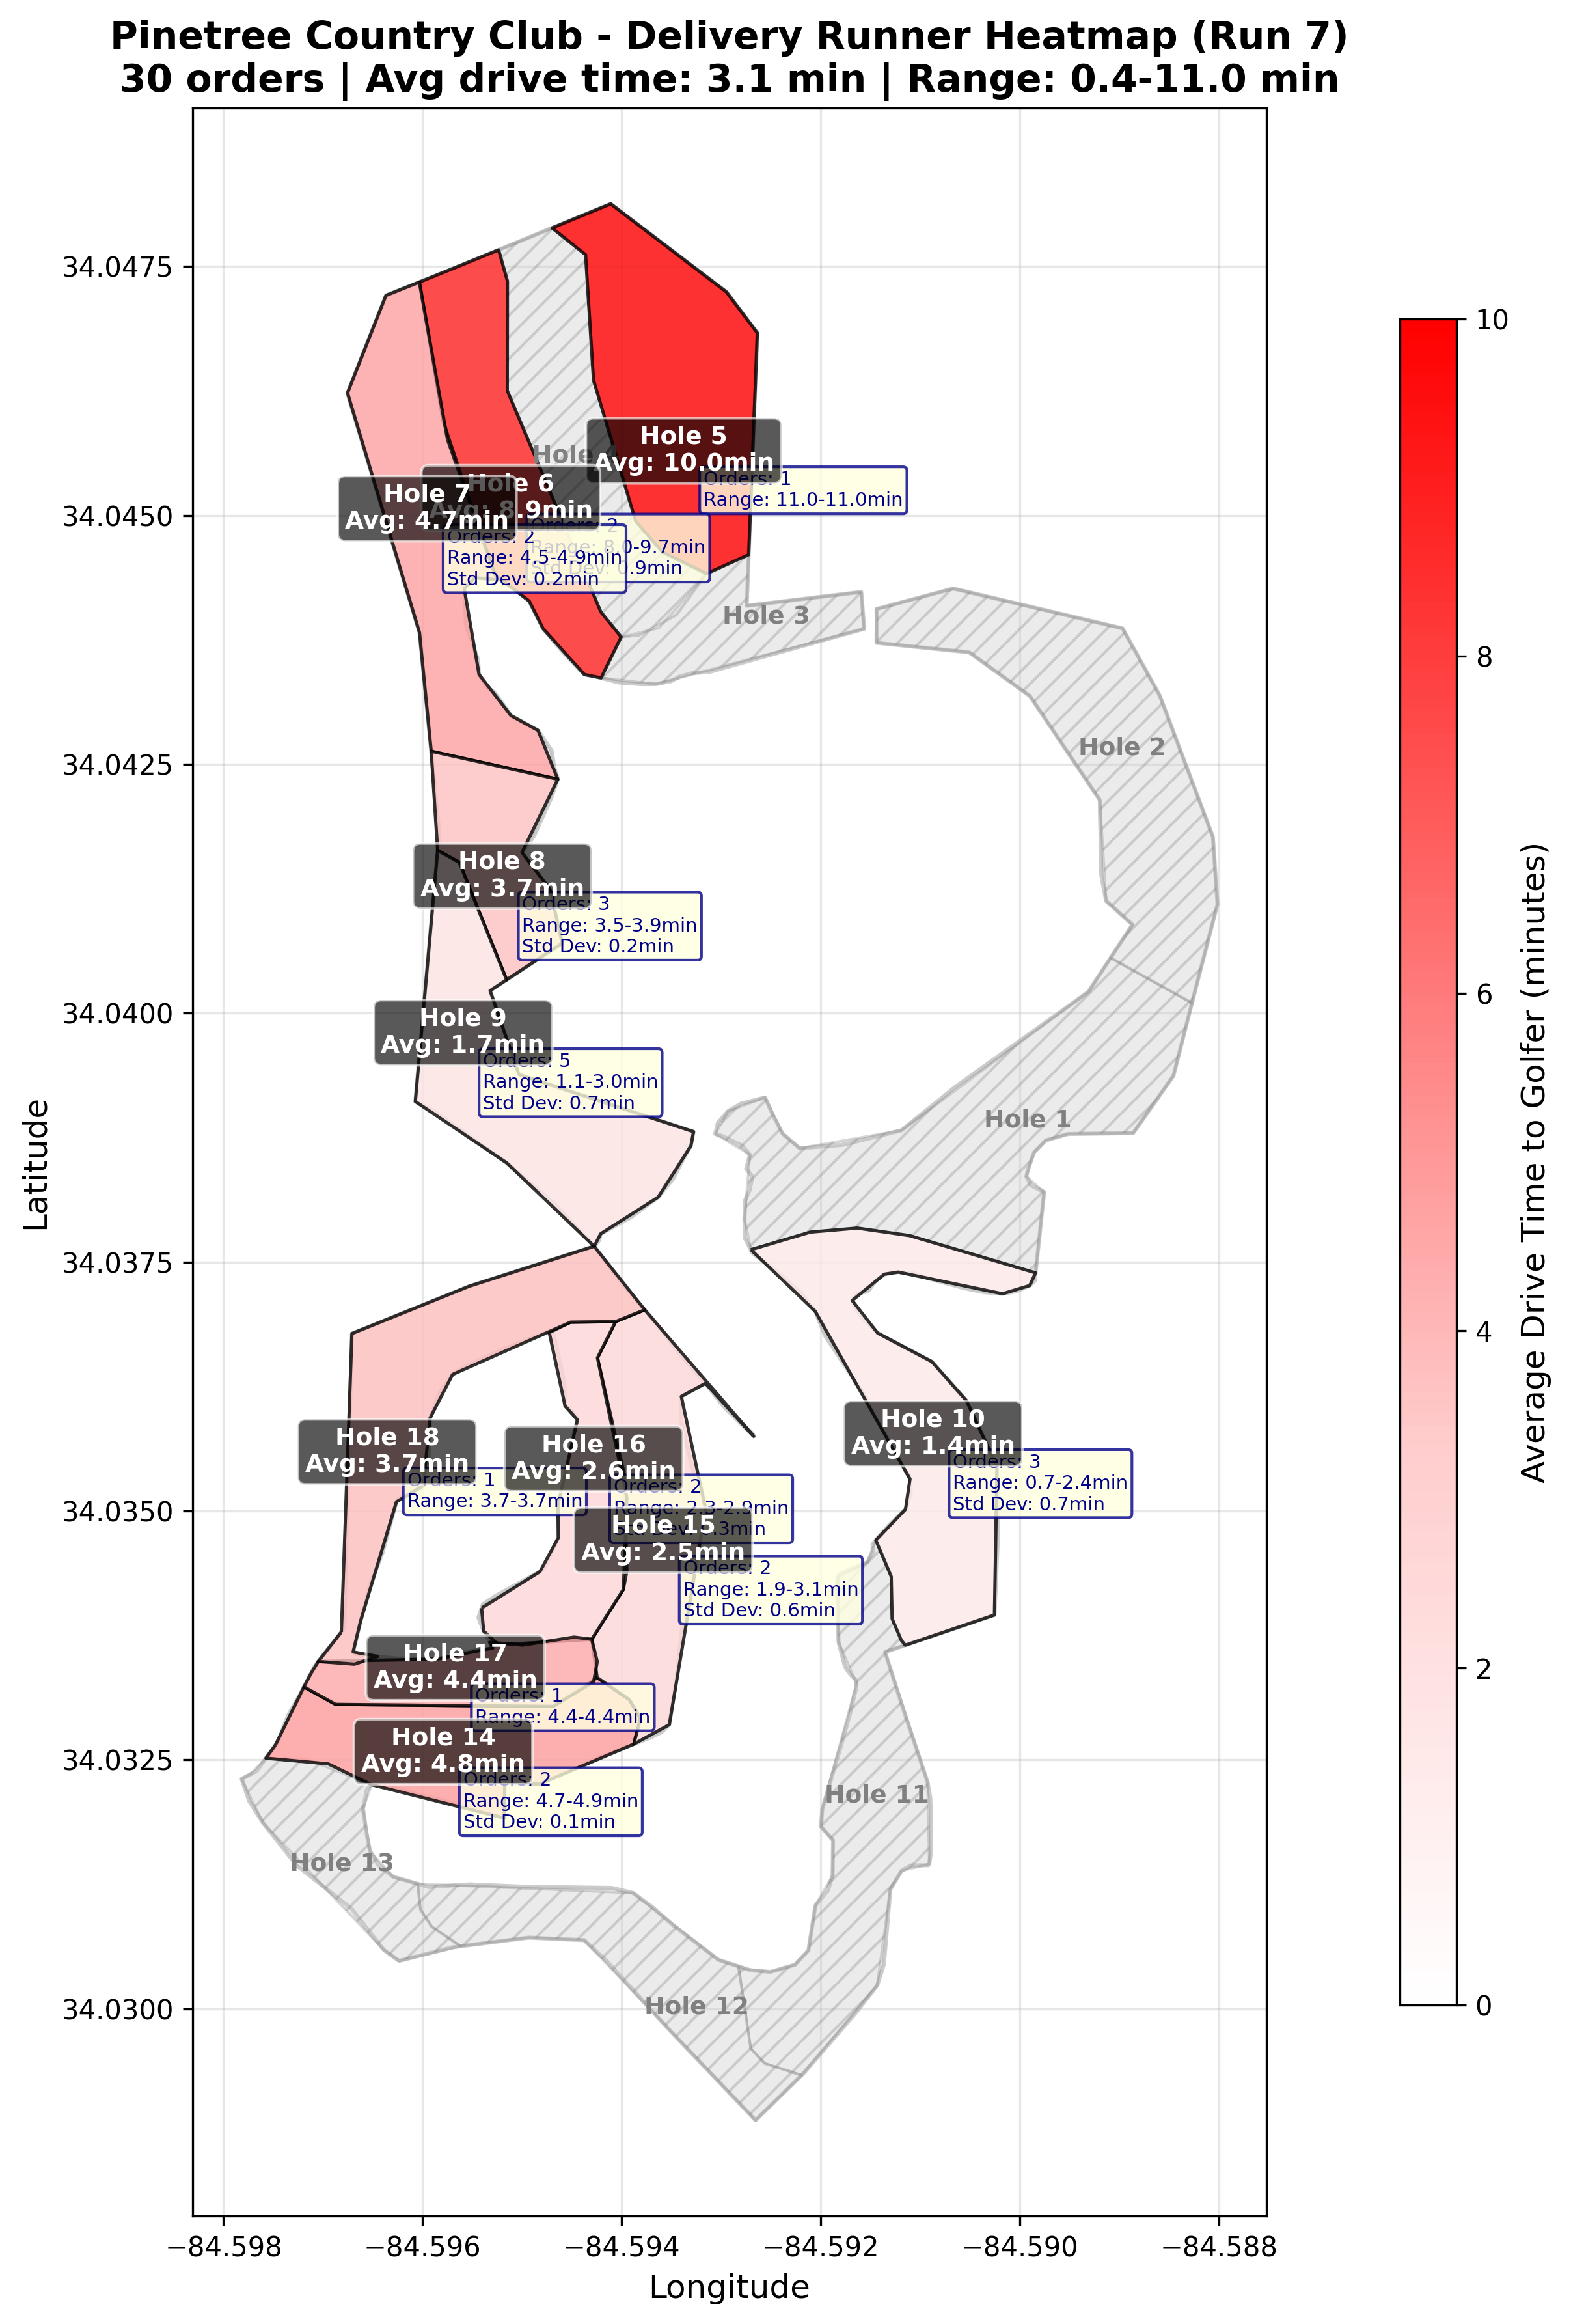 Pinetree Country Club - Delivery Runner Heatmap (Run 7)
30 orders | Avg drive time: 3.1 min | Range: 0.4-11.0 min
Latitude
34.0475
34.0450
34.0425
34.0400
34.0375
34.0350
34.0325
34.0300
Hole
Hole 5
Avg: 10.0min
Orders: 1
Range: 11.0-11.0min
Hole 6
Avg: 8.9min
Orders: 2
Range: 8.0-9.7min
Std Dev: 0.9min
Hole 7
Avg: 4.7min
Orders: 2
Range: 4.5-4.9min
Std Dev: 0.2min
Hole 3
Hole 2
Hole 8
Avg: 3.7min
Orders: 3
Range: 3.5-3.9min
Std Dev: 0.2min
Hole 9
Avg: 1.7min
Orders: 5
Range: 1.1-3.0min
Std Dev: 0.7min
Hole 1
Hole 10
Avg: 1.4min
Orders: 3
Range: 0.7-2.4min
Std Dev: 0.7min
Hole 18
Avg: 3.7min
Orders: 1
Range: 3.7-3.7min
Hole 16
Avg: 2.6min
Orders: 2
Range: 2.3-2.9min
0.3min
Hole 15
Avg: 2.5min
Orders: 2
Range: 1.9-3.1min
Std Dev: 0.6min
Hole 17
Avg: 4.4min
Orders: 1
Range: 4.4-4.4min
Hole 14
Avg: 4.8min
Orders: 2
Range: 4.7-4.9min
Std Dev: 0.1min
Hole 11
Hole 13
Hole 12
−84.598
−84.596
−84.594
−84.592
−84.590
−84.588
Longitude
10
8
6
4
2
0
Average Drive Time to Golfer (minutes)